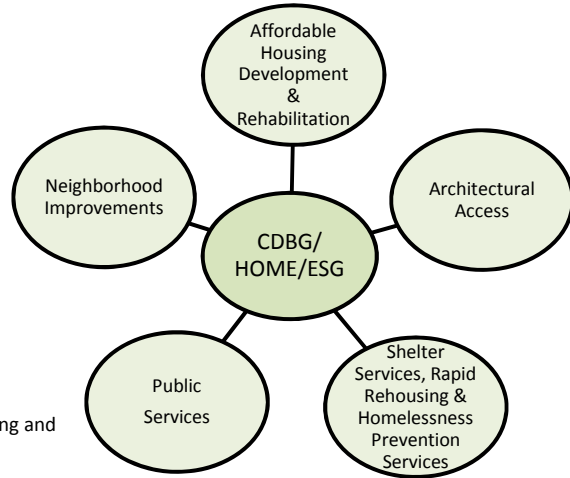 Affordable
Housing
Development
&
Rehabilitation
Neighborhood
Improvements
Architectural
Access
CDBG/
HOME/ESG
Public
Services
Shelter
Services, Rapid
Rehousing &
Homelessness
Prevention
Services
ng and